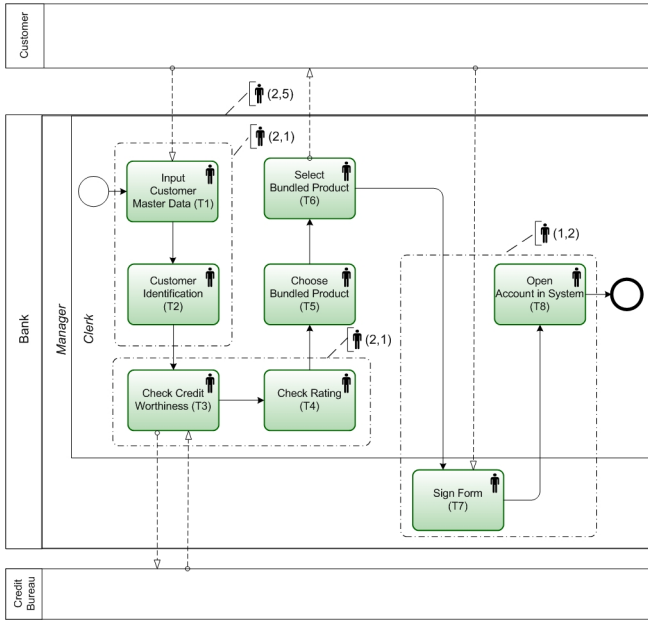 Customer
(2,5)
(2,1)
Input
Customer
Master Data (T1)
Select
Bundled Product
(T6)
(1,2)
Bank
Manager
Clerk
Customer
Identification
(T2)
Choose
Bundled Product
(T5)
Open
Account in System
(T8)
(2,1)
Check Credit
Worthiness (T3)
Check Rating
(T4)
Sign Form
(T7)
Credit
Bureau